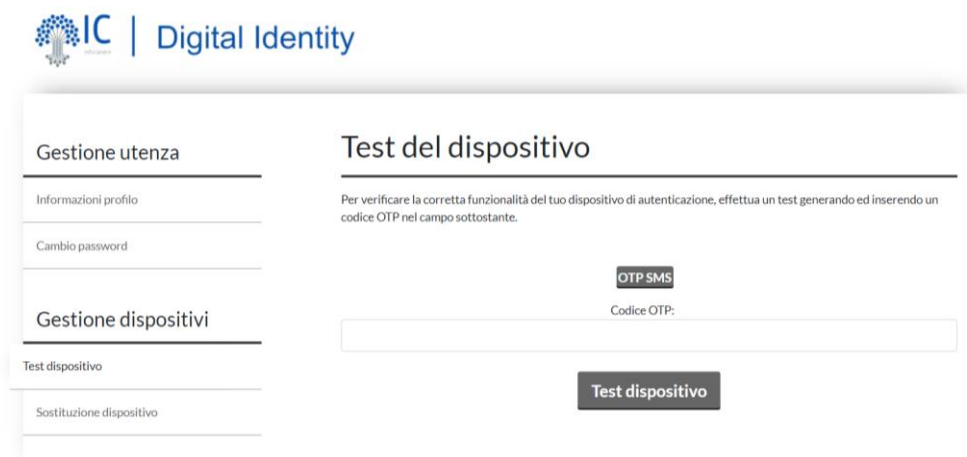 IC | Digital Identity
Gestione utenza
Informazioni profilo
Cambio password
Gestione dispositivi
Test dispositivo
Sostituzione dispositivo
Test del dispositivo
Per verificare la corretta funzionalità del tuo dispositivo di autenticazione, effettua un test generando ed inserendo un
codice OTP nel campo sottostante.
OTP SMS
Codice OTP:
Test dispositivo